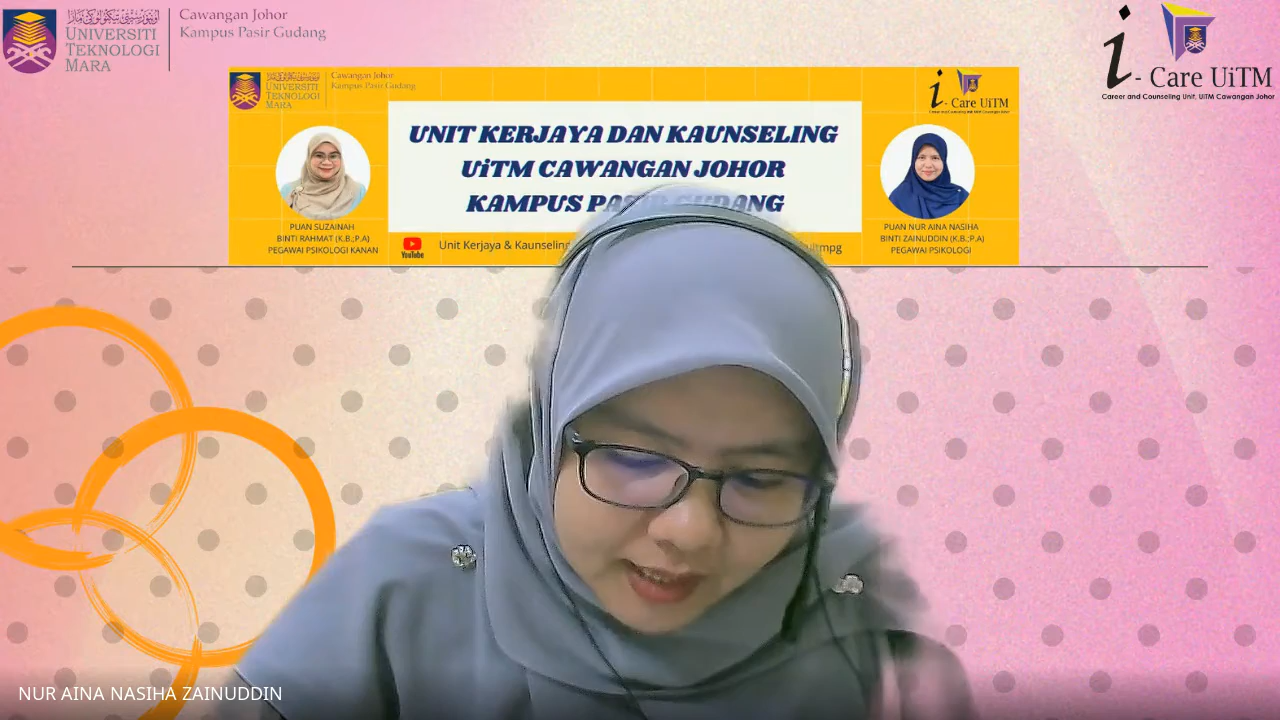 UNIVERSITI
TEKNOLOGI
MARA
Cawangan Johor
Kampus Pasir Gudang
i - Care UiTM
Career and Counseling Unit, UiTM Cawangan Johor
UNIVERSITI
TEKNOLOGI
MARA
Cawangan Johor
Kampus Pasir Gudang
i - Care UiTM
UNIT KERJAYA DAN KAUNSELING
UiTM CAWANGAN JOHOR
KAMPUS PASIR GUDANG
PUAN SUZAINAH
BINTI RAHMAT (K.B.;P.A)
PEGAWAI PSIKOLOGI KANAN
YouTube
Unit Kerjaya & Kaunseling
uitmpg
PUAN NUR AINA NASIHA
BINTI ZAINUDDIN (K.B.;P.A)
PEGAWAI PSIKOLOGI
NUR AINA NASIHA ZAINUDDIN